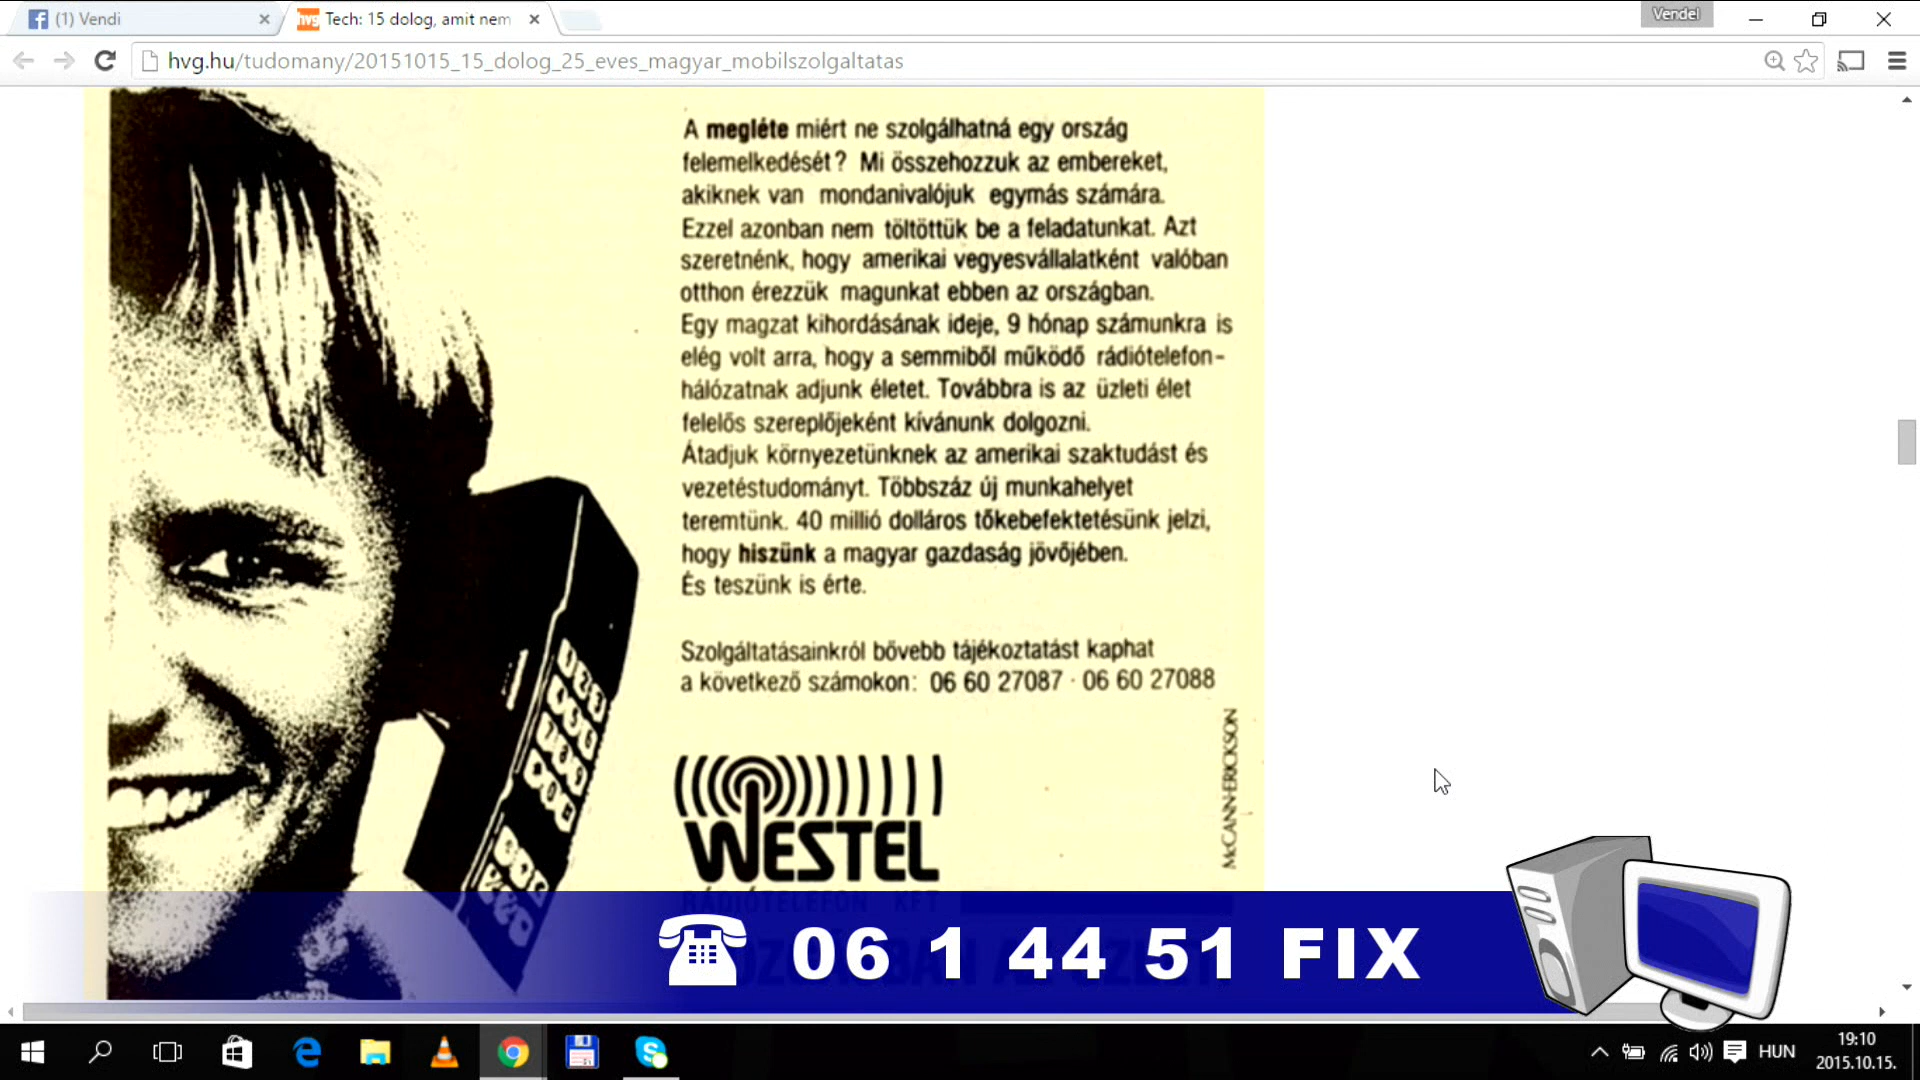 (1) Vendi
Tech: 15 dolog, amit nem
Vendel
hvg.hu/tudomany/20151015_15_dolog_25_eves_magyar_mobilszolgaltatas
A megléte miért ne szolgálhatná egy ország
felemelkedését? Mi összehozzuk az embereket,
akiknek van mondanivalójuk egymás számára.
Ezzel azonban nem töltöttük be a feladatunkat. Azt
szeretnénk, hogy amerikai vegyesvállalatként valóban
otthon érezzük magunkat ebben az országban.
Egy magzat kihordásának ideje, 9 hónap számunkra is
elég volt arra, hogy a semmiből működő rádiótelefon-
hálózatnak adjunk életet. Továbbra is az üzleti élet
felelős szereplőjeként kívánunk dolgozni.
Átadjuk környezetünknek az amerikai szaktudást és
vezetéstudományt. Többszáz új munkahelyet
teremtünk. 40 millió dolláros tőkebefektetésünk jelzi,
hogy hiszünk a magyar gazdaság jövőjében.
És teszünk is érte.
Szolgáltatásainkról bővebb tájékoztatást kaphat
a következő számokon: 06 60 27087 · 06 60 27088
McCANN-ERICKSON
WESTEL
RÁDIÓTELEFON KFT
06 1 44 51 FIX
HUN
19:10
2015.10.15.